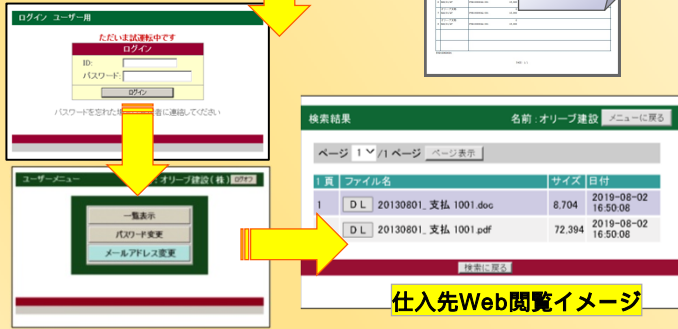 ログイン ユーザー用
ただいま試運転中です
ログイン
ID:
パスワード:
ログイン
パスワードを忘れた場 者に連絡してください
ユーザーメニュー :オリーブ建設(株) ログオフ
一覧表示
パスワード変更
メールアドレス変更
検索結果 名前:オリーブ建設 メニューに戻る
ページ 1 /1 ページ ページ表示
1 頁 ファイル名 サイズ 日付
1 DL 20130801_支払 1001.doc 8,704 2019-08-02 16:50:08
DL 20130801_支払 1001.pdf 72,394 2019-08-02 16:50:08
検索に戻る
仕入先Web閲覧イメージ